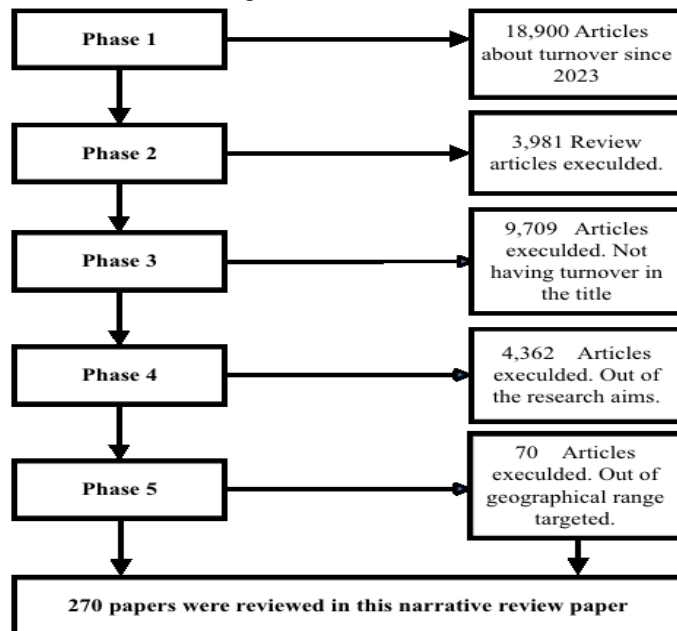 Phase 1
18,900 Articles
about turnover since
2023
Phase 2
3,981 Review
articles execulded.
Phase 3
9,709 Articles
execulded. Not
having turnover in
the title
Phase 4
4,362 Articles
execulded. Out of
the research aims.
Phase 5
70 Articles
execulded. Out of
geographical range
targeted.
270 papers were reviewed in this narrative review paper